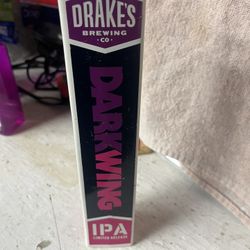 DRAKE'S
BREWING
CO
DARKWING
IPA
LIMITED RELEASE